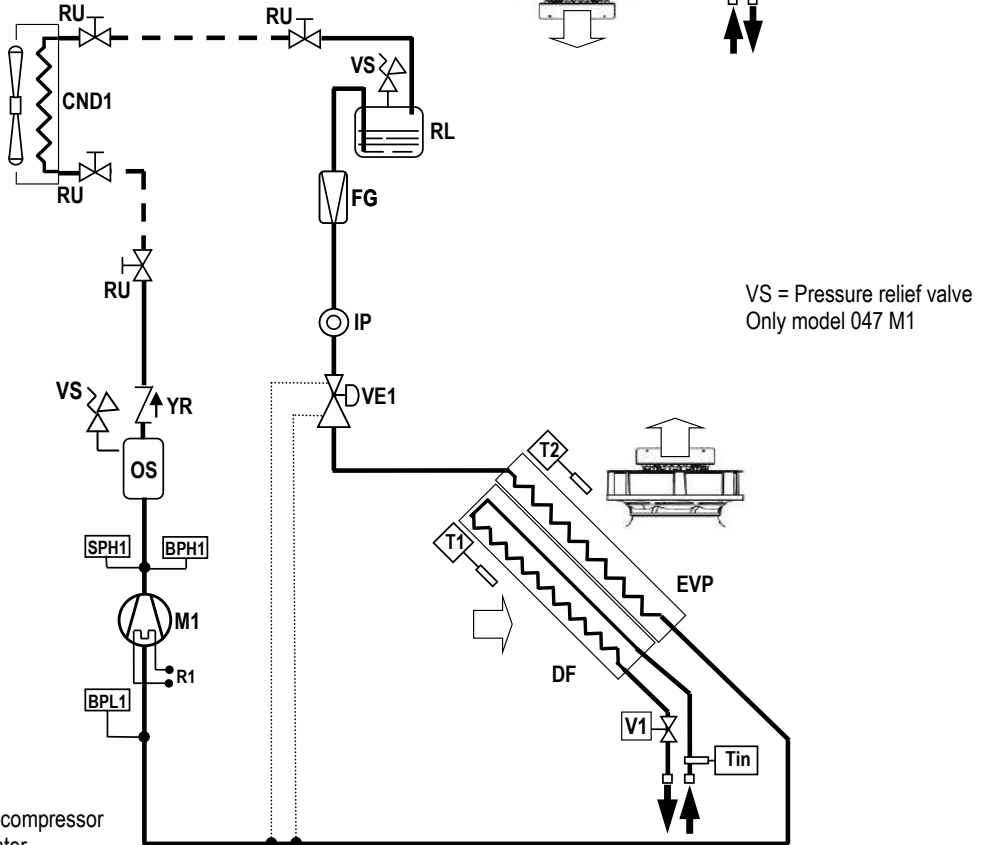 RU
RU
VS
CND1
RL
FG
RU
RU
VS = Pressure relief valve
Only model 047 M1
IP
VS
YR
VE1
OS
T2
SPH1
BPH1
T1
EVP
M1
R1
DF
BPL1
V1
Tin
compressor